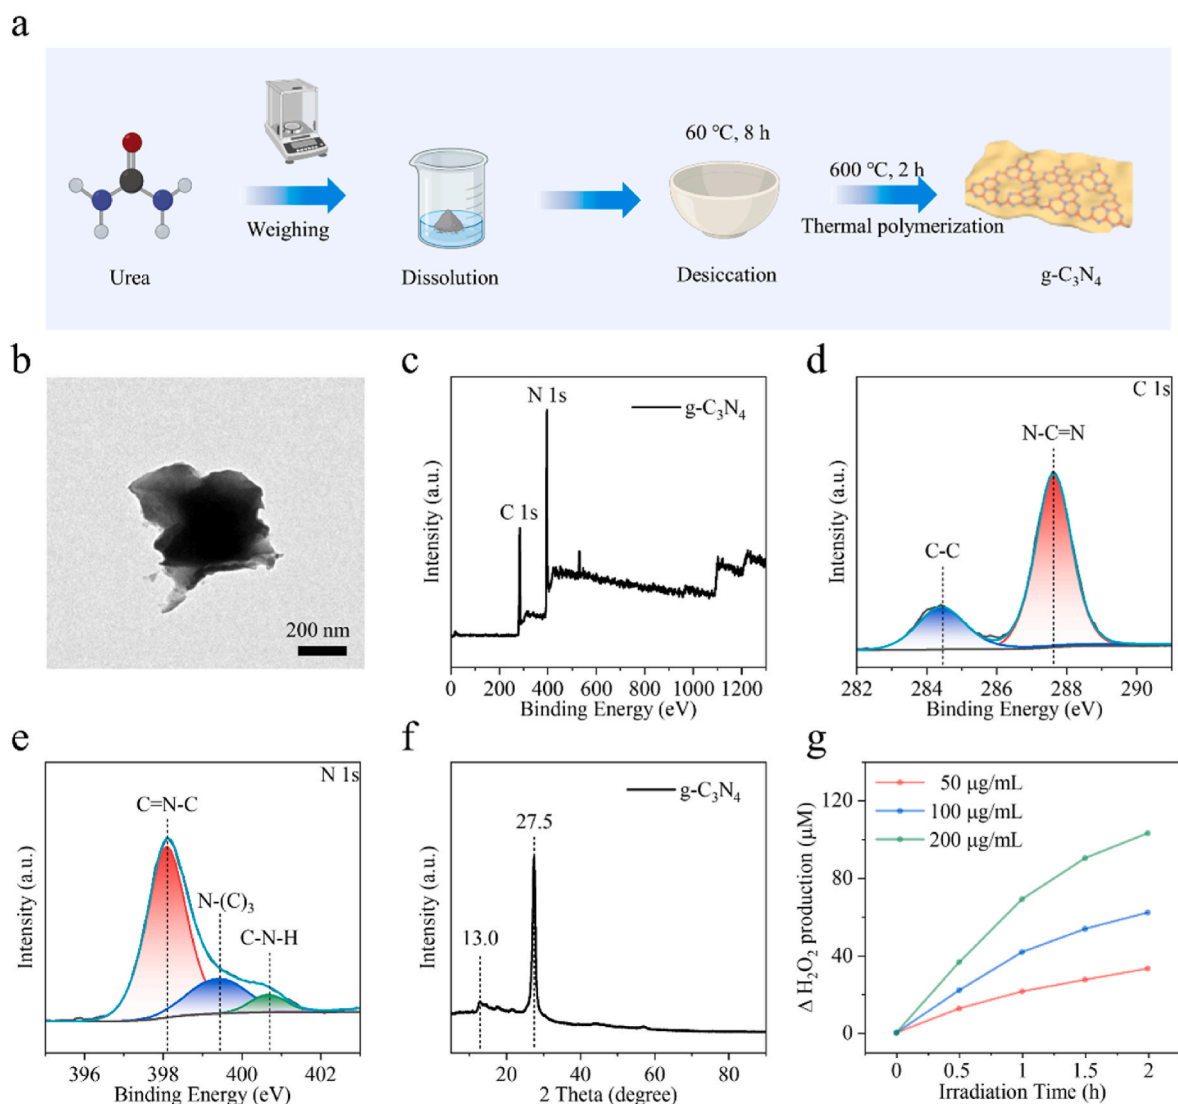 a
60 ℃, 8 h
600 ℃, 2 h
Weighing
Thermal polymerization
Urea
Dissolution
Desiccation
g-C₃N₄
b
200 nm
c
N 1s
g-C₃N₄
C 1s
Intensity (a.u.)
0 200 400 600 800 1000 1200
Binding Energy (eV)
d
C 1s
N-C=N
C-C
Intensity (a.u.)
282 284 286 288 290
Binding Energy (eV)
e
N 1s
C=N-C
N-(C)₃
C-N-H
Intensity (a.u.)
396 398 400 402
Binding Energy (eV)
f
g-C₃N₄
27.5
13.0
Intensity (a.u.)
20 40 60 80
2 Theta (degree)
g
50 μg/mL
100 μg/mL
200 μg/mL
Δ H₂O₂ production (μM)
120
80
40
0
0 0.5 1 1.5 2
Irradiation Time (h)